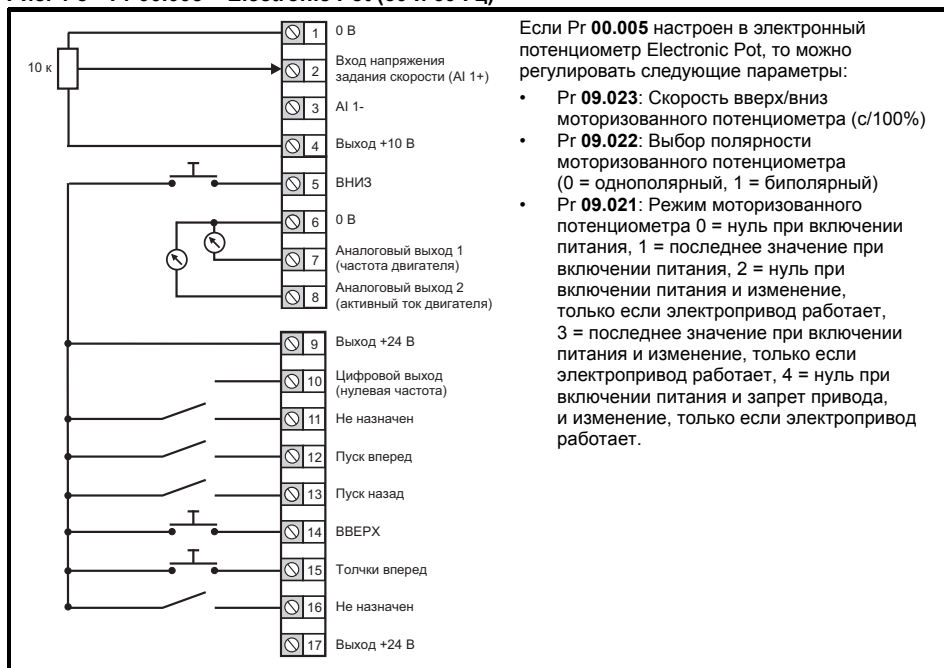 Electronic Pot
10 к
1 0 В
2 Вход напряжения
задания скорости (AI 1+)
3 AI 1-
4 Выход +10 В
5 ВНИЗ
6 0 В
7 Аналоговый выход 1
(частота двигателя)
8 Аналоговый выход 2
(активный ток двигателя)
9 Выход +24 В
10 Цифровой выход
(нулевая частота)
11 Не назначен
12 Пуск вперед
13 Пуск назад
14 ВВЕРХ
15 Толчки вперед
16 Не назначен
17 Выход +24 В
Если Pr 00.005 настроен в электронный
потенциометр Electronic Pot, то можно
регулировать следующие параметры:
• Pr 09.023: Скорость вверх/вниз
моторизованного потенциометра (с/100%)
• Pr 09.022: Выбор полярности
моторизованного потенциометра
(0 = однополярный, 1 = биполярный)
• Pr 09.021: Режим моторизованного
потенциометра 0 = нуль при включении
питания, 1 = последнее значение при
включении питания, 2 = нуль при
включении питания и изменение,
только если электропривод работает,
3 = последнее значение при включении
питания и изменение, только если
электропривод работает, 4 = нуль при
включении питания и запрет привода,
и изменение, только если электропривод
работает.